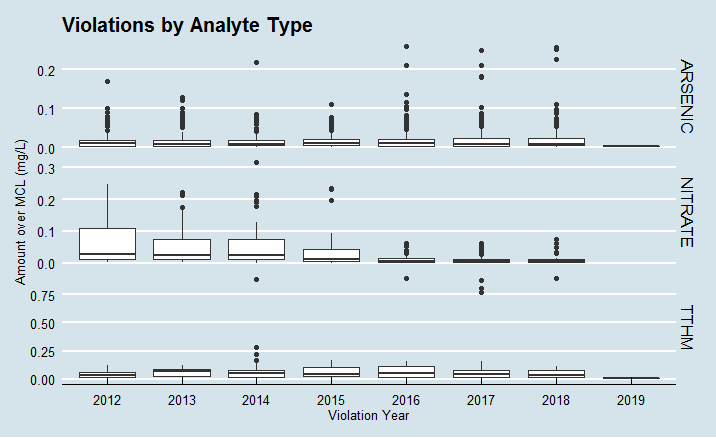 Violations by Analyte Type
Amount over MCL (mg/L)
0.2
0.1
0.0
ARSENIC
0.3
0.2
0.1
0.0
NITRATE
0.75
0.50
0.25
0.00
TTHM
2012 2013 2014 2015 2016 2017 2018 2019
Violation Year